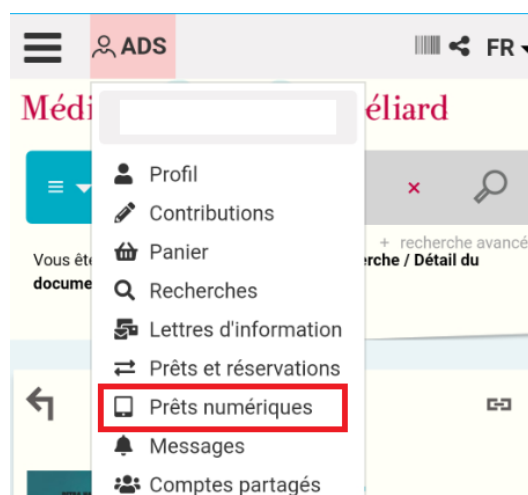 ADS
FR
Médi éliard
Profil
Contributions
Panier
+ recherche avancé
Vous êt rche / Détail du
docume
Recherches
Lettres d'information
Prêts et réservations
Prêts numériques
Messages
Comptes partagés